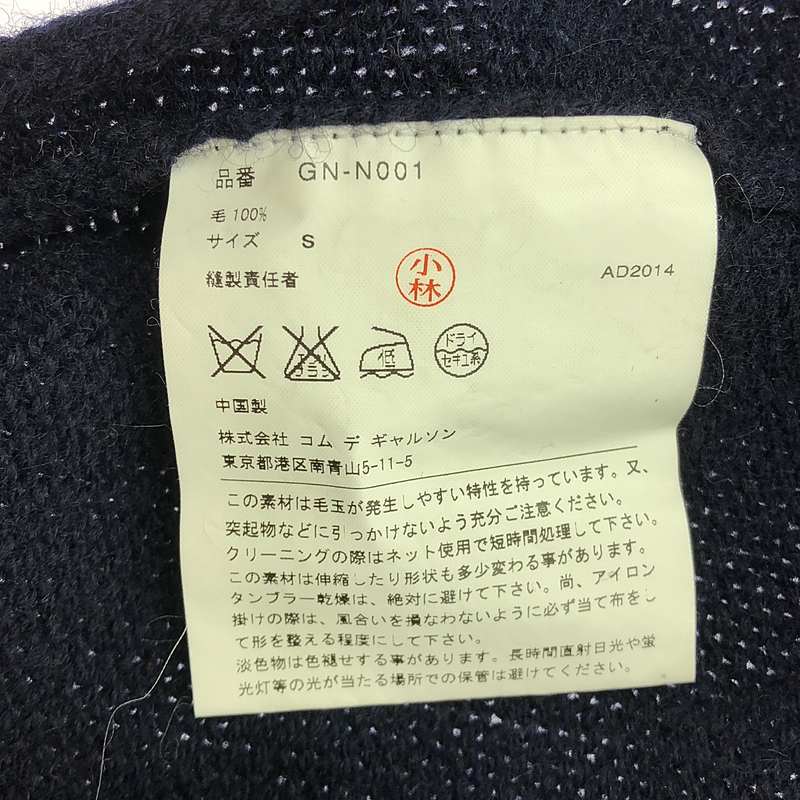 品番 GN-N001
毛 100%
サイズ S
縫製責任者 小林 AD2014
エンソ サラシ 低 ドライ セキユ系
中国製
株式会社 コム デ ギャルソン
東京都港区南青山5-11-5
この素材は毛玉が発生しやすい特性を持っています。又、
突起物などに引っかけないよう充分ご注意ください。
クリーニングの際はネット使用で短時間処理して下さい。
この素材は伸縮したり形状も多少変わる事があります。
タンブラー乾燥は、絶対に避けて下さい。尚、アイロン
掛けの際は、風合いを損なわないように必ず当て布をし
て形を整える程度にして下さい。
淡色物は色褪せする事があります。長時間直射日光や蛍
光灯等の光が当たる場所での保管は避けてください。